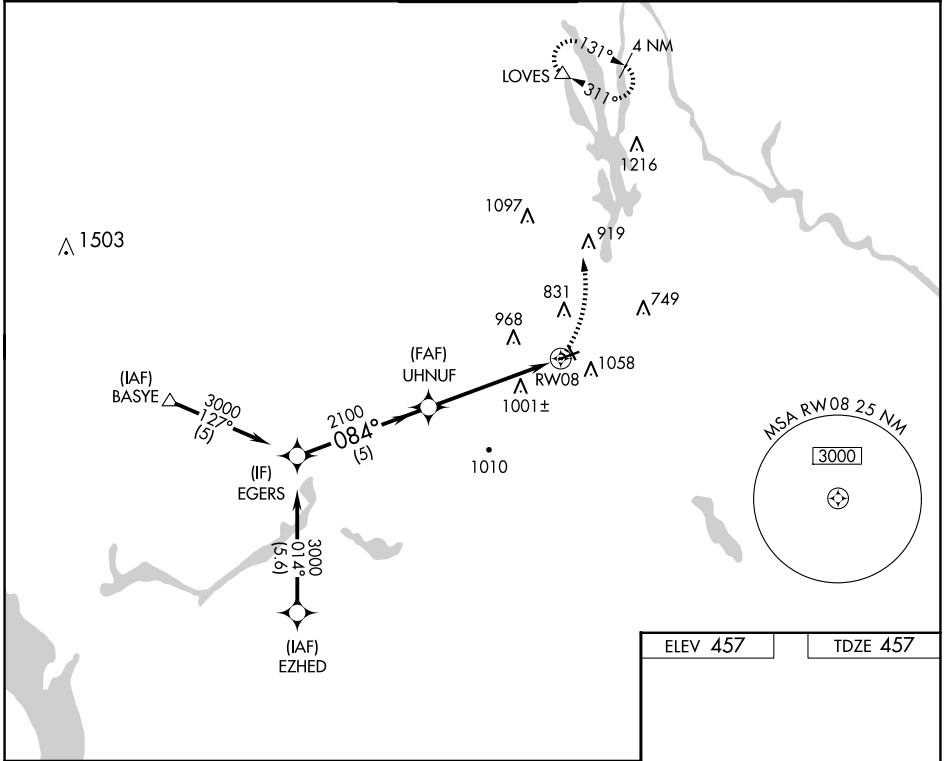 131°
4 NM
LOVES
311°
1216
1097
919
1503
831
749
968
(FAF)
UHNUF
RW08
1058
(IAF)
BASYE
1001±
3000
127°
(5)
2100
084°
(5)
MSA RW08 25 NM
3000
1010
(IF)
EGERS
3000
014°
(5.6)
(IAF)
EZHED
ELEV 457
TDZE 457